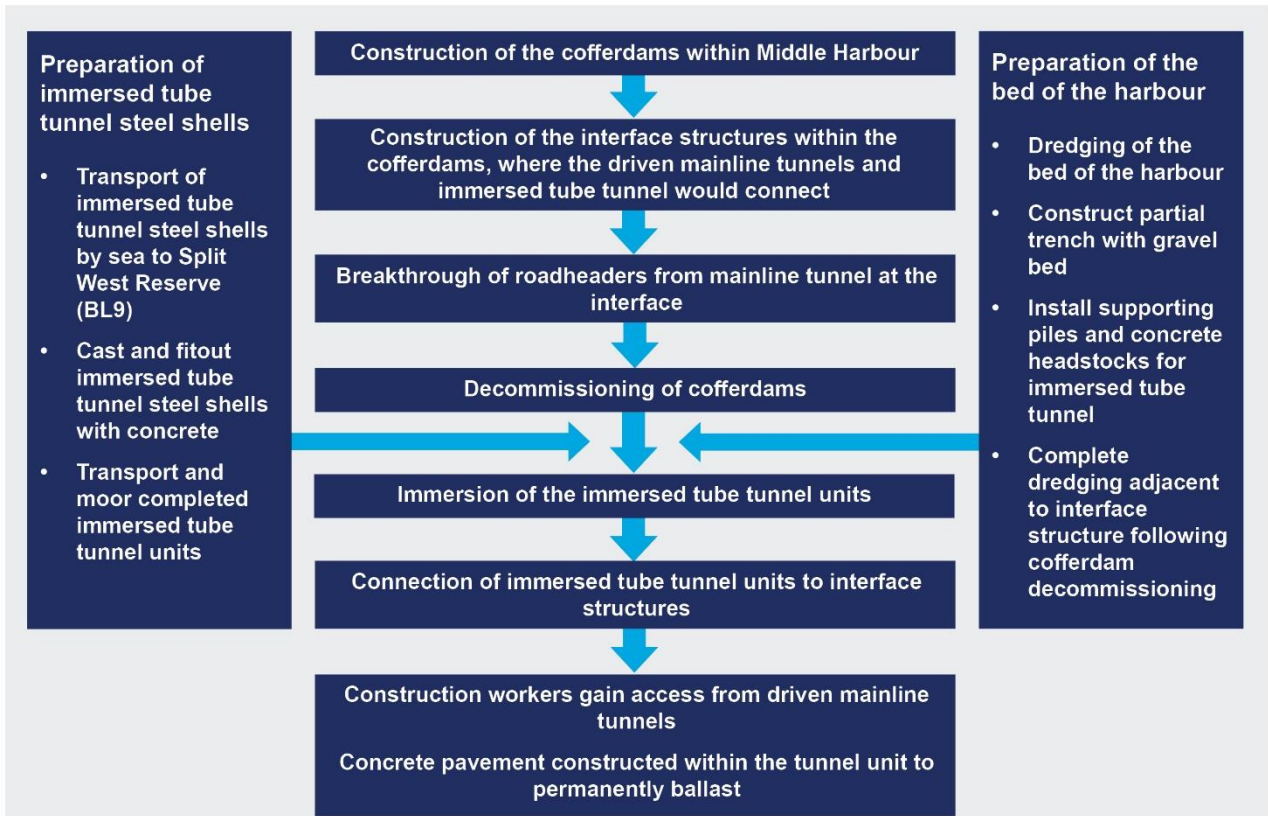 Preparation of
immersed tube
tunnel steel shells
• Transport of
immersed tube
tunnel steel shells
by sea to Split
West Reserve
(BL9)
• Cast and fitout
immersed tube
tunnel steel shells
with concrete
• Transport and
moor completed
immersed tube
tunnel units
Construction of the cofferdams within Middle Harbour
Construction of the interface structures within the
cofferdams, where the driven mainline tunnels and
immersed tube tunnel would connect
Breakthrough of roadheaders from mainline tunnel at the
interface
Decommissioning of cofferdams
Immersion of the immersed tube tunnel units
Connection of immersed tube tunnel units to interface
structures
Construction workers gain access from driven mainline
tunnels
Concrete pavement constructed within the tunnel unit to
permanently ballast
Preparation of the
bed of the harbour
• Dredging of the
bed of the harbour
• Construct partial
trench with gravel
bed
• Install supporting
piles and concrete
headstocks for
immersed tube
tunnel
• Complete
dredging adjacent
to interface
structure following
cofferdam
decommissioning